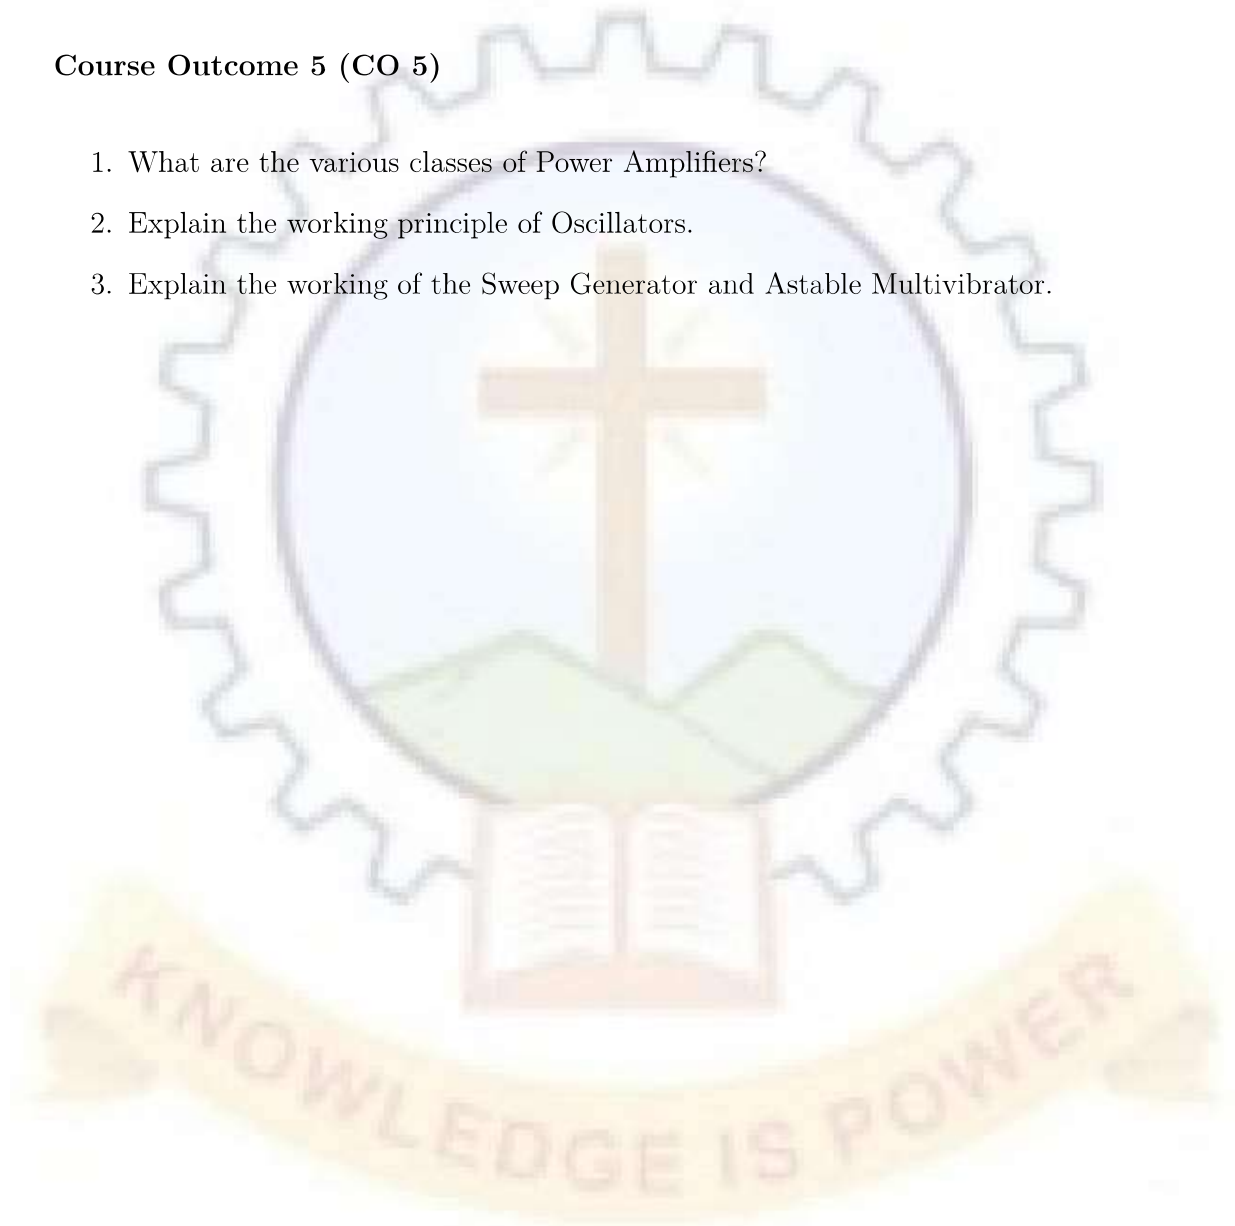 Course Outcome 5 (CO 5)
1. What are the various classes of Power Amplifiers?
2. Explain the working principle of Oscillators.
3. Explain the working of the Sweep Generator and Astable Multivibrator.
KNOWLEDGE IS POWER